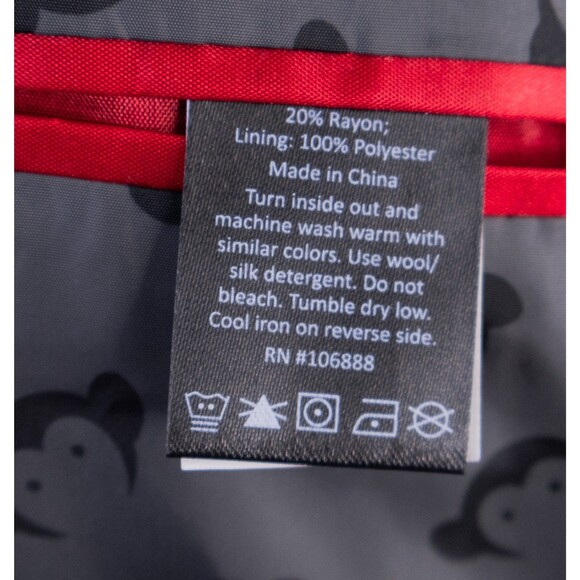 20% Rayon;
Lining: 100% Polyester
Made in China
Turn inside out and
machine wash warm with
similar colors. Use wool/
silk detergent. Do not
bleach. Tumble dry low.
Cool iron on reverse side.
RN #106888